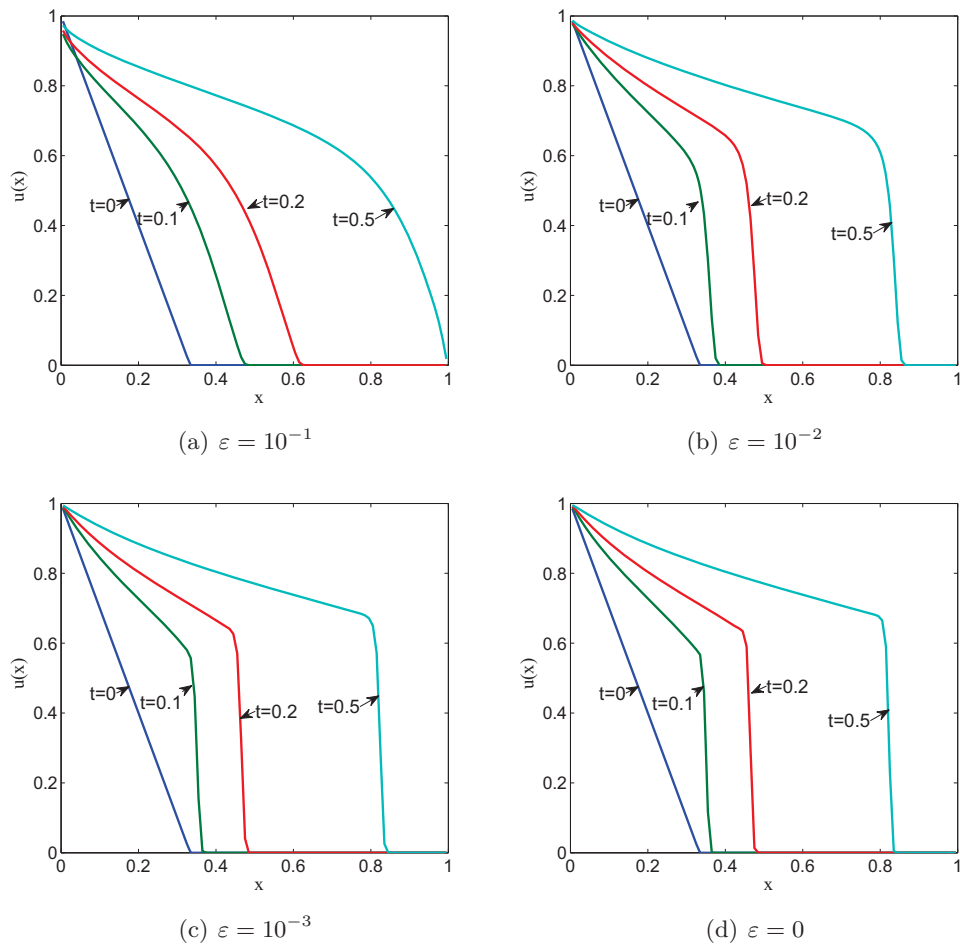 1
0.8
0.6
0.4
0.2
0
u(x)
t=0
t=0.1
t=0.2
t=0.5
0 0.2 0.4 0.6 0.8 1
x
(a) ε = 10⁻¹
1
0.8
0.6
0.4
0.2
0
u(x)
t=0
t=0.1
t=0.2
t=0.5
0 0.2 0.4 0.6 0.8 1
x
(b) ε = 10⁻²
1
0.8
0.6
0.4
0.2
0
u(x)
t=0
t=0.1
t=0.2
t=0.5
0 0.2 0.4 0.6 0.8 1
x
(c) ε = 10⁻³
1
0.8
0.6
0.4
0.2
0
u(x)
t=0
t=0.1
t=0.2
t=0.5
0 0.2 0.4 0.6 0.8 1
x
(d) ε = 0